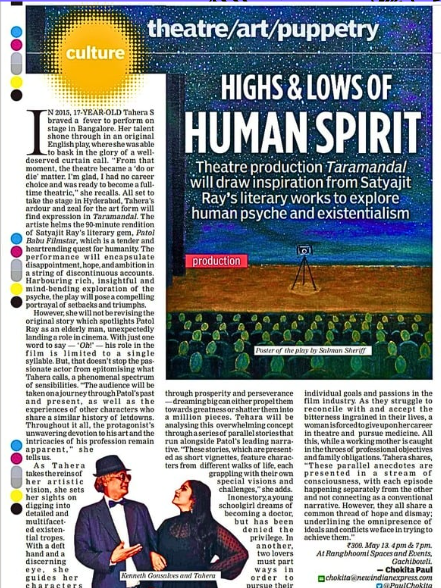 theatre/art/puppetry
culture
HIGHS & LOWS OF
HUMAN SPIRIT
Theatre production Taramandal
will draw inspiration from Satyajit
Ray's literary works to explore
human psyche and existentialism
production
Poster of the play by Salman Sheriff
IN 2015, 17-YEAR-OLD Tahera S
braved a fever to perform on
stage in Bangalore. Her talent
shone through in an original
English play, where she was able
to bask in the glory of a well-
deserved curtain call. "From that
moment, the theatre became a 'do or
die' matter. I'm glad, I had no career
choice and was ready to become a full-
time theatric," she recalls. All set to
take the stage in Hyderabad, Tahera's
ardour and zeal for the art form will
find expression in Taramandal. The
artiste helms the 90-minute rendition
of Satyajit Ray's literary gem, Patol
Babu Filmstar, which is a tender and
heartrending quest for humanity. The
performance will encapsulate
disappointment, hope, and ambition in
a string of discontinuous accounts.
Harbouring rich, insightful and
mind-bending exploration of the
psyche, the play will pose a compelling
portrayal of setbacks and triumphs.
However, she will not be revising the
original story which spotlights Patol
Ray as an elderly man, unexpectedly
landing a role in cinema. With just one
word to say — 'Oh!' — his role in the
film is limited to a single
syllable. But, that doesn't stop the pas-
sionate actor from epitomising what
Tahera calls, a phenomenal spectrum
of sensibilities. "The audience will be
taken on a journey through Patol's past
and present, as well as the
experiences of other characters who
share a similar history of letdowns.
Throughout it all, the protagonist's
unwavering devotion to his art and the
intricacies of his profession remain
apparent," she
tells us.
As Tahera
takes the reins of
her artistic
vision, she sets
her sights on
digging into
detailed and
multifacet-
ed existen-
tial tropes.
With a deft
hand and a
discerning
eye, she
guides her
characters
Kenneth Gonsalves and Tahera
through prosperity and perseverance
—dreaming big can either propel them
towards greatness or shatter them into
a million pieces. Tehara will be
analysing this overwhelming concept
through a series of parallel stories that
run alongside Patol's leading narra-
tive. "These stories, which are present-
ed as short vignettes, feature charac-
ters from different walks of life, each
grappling with their own
special visions and
challenges," she adds.
In one story, a young
schoolgirl dreams of
becoming a doctor,
but has been
denied the
privilege. In
another,
two lovers
must part
ways in
order to
pursue their
individual goals and passions in the
film industry. As they struggle to
reconcile with and accept the
bitterness ingrained in their lives, a
woman is forced to give up her career
in theatre and pursue medicine. All
this, while a working mother is caught
in the throes of professional objectives
and family obligations. Tahera shares,
"These parallel anecdotes are
presented in a stream of
consciousness, with each episode
happening separately from the other
and not connecting as a conventional
narrative. However, they all share a
common thread of hope and dismay;
underlining the omnipresence of
ideals and conflicts we face in trying to
achieve them."
₹300. May 13. 4 pm & 7 pm.
At Rangbhoomi Spaces and Events,
Gachibowli.
— Chokita Paul
chokita@newindianexpress.com
@PaulChokita